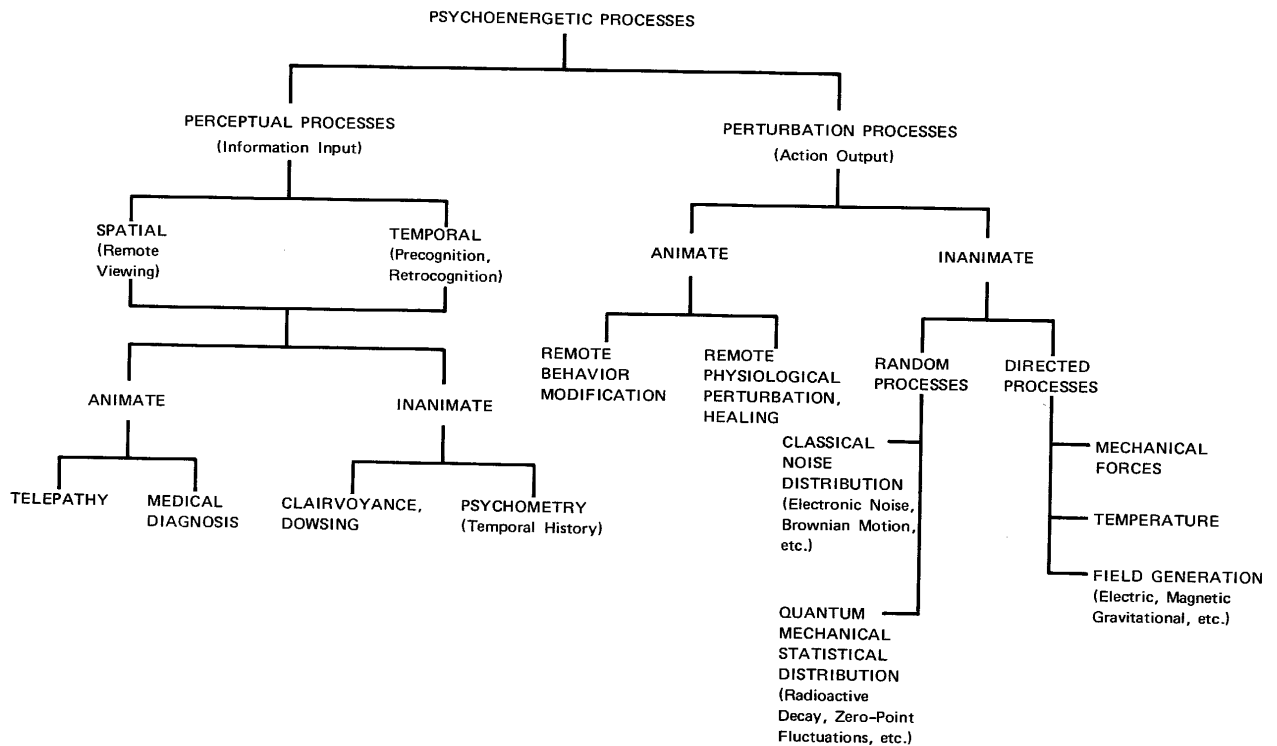 PSYCHOENERGETIC PROCESSES
PERCEPTUAL PROCESSES
(Information Input)
PERTURBATION PROCESSES
(Action Output)
SPATIAL
(Remote
Viewing)
TEMPORAL
(Precognition,
Retrocognition)
ANIMATE
INANIMATE
ANIMATE
INANIMATE
TELEPATHY
MEDICAL
DIAGNOSIS
CLAIRVOYANCE,
DOWSING
PSYCHOMETRY
(Temporal History)
REMOTE
BEHAVIOR
MODIFICATION
REMOTE
PHYSIOLOGICAL
PERTURBATION,
HEALING
RANDOM
PROCESSES
DIRECTED
PROCESSES
CLASSICAL
NOISE
DISTRIBUTION
(Electronic Noise,
Brownian Motion,
etc.)
QUANTUM
MECHANICAL
STATISTICAL
DISTRIBUTION
(Radioactive
Decay, Zero-Point
Fluctuations, etc.)
MECHANICAL
FORCES
TEMPERATURE
FIELD GENERATION
(Electric, Magnetic
Gravitational, etc.)